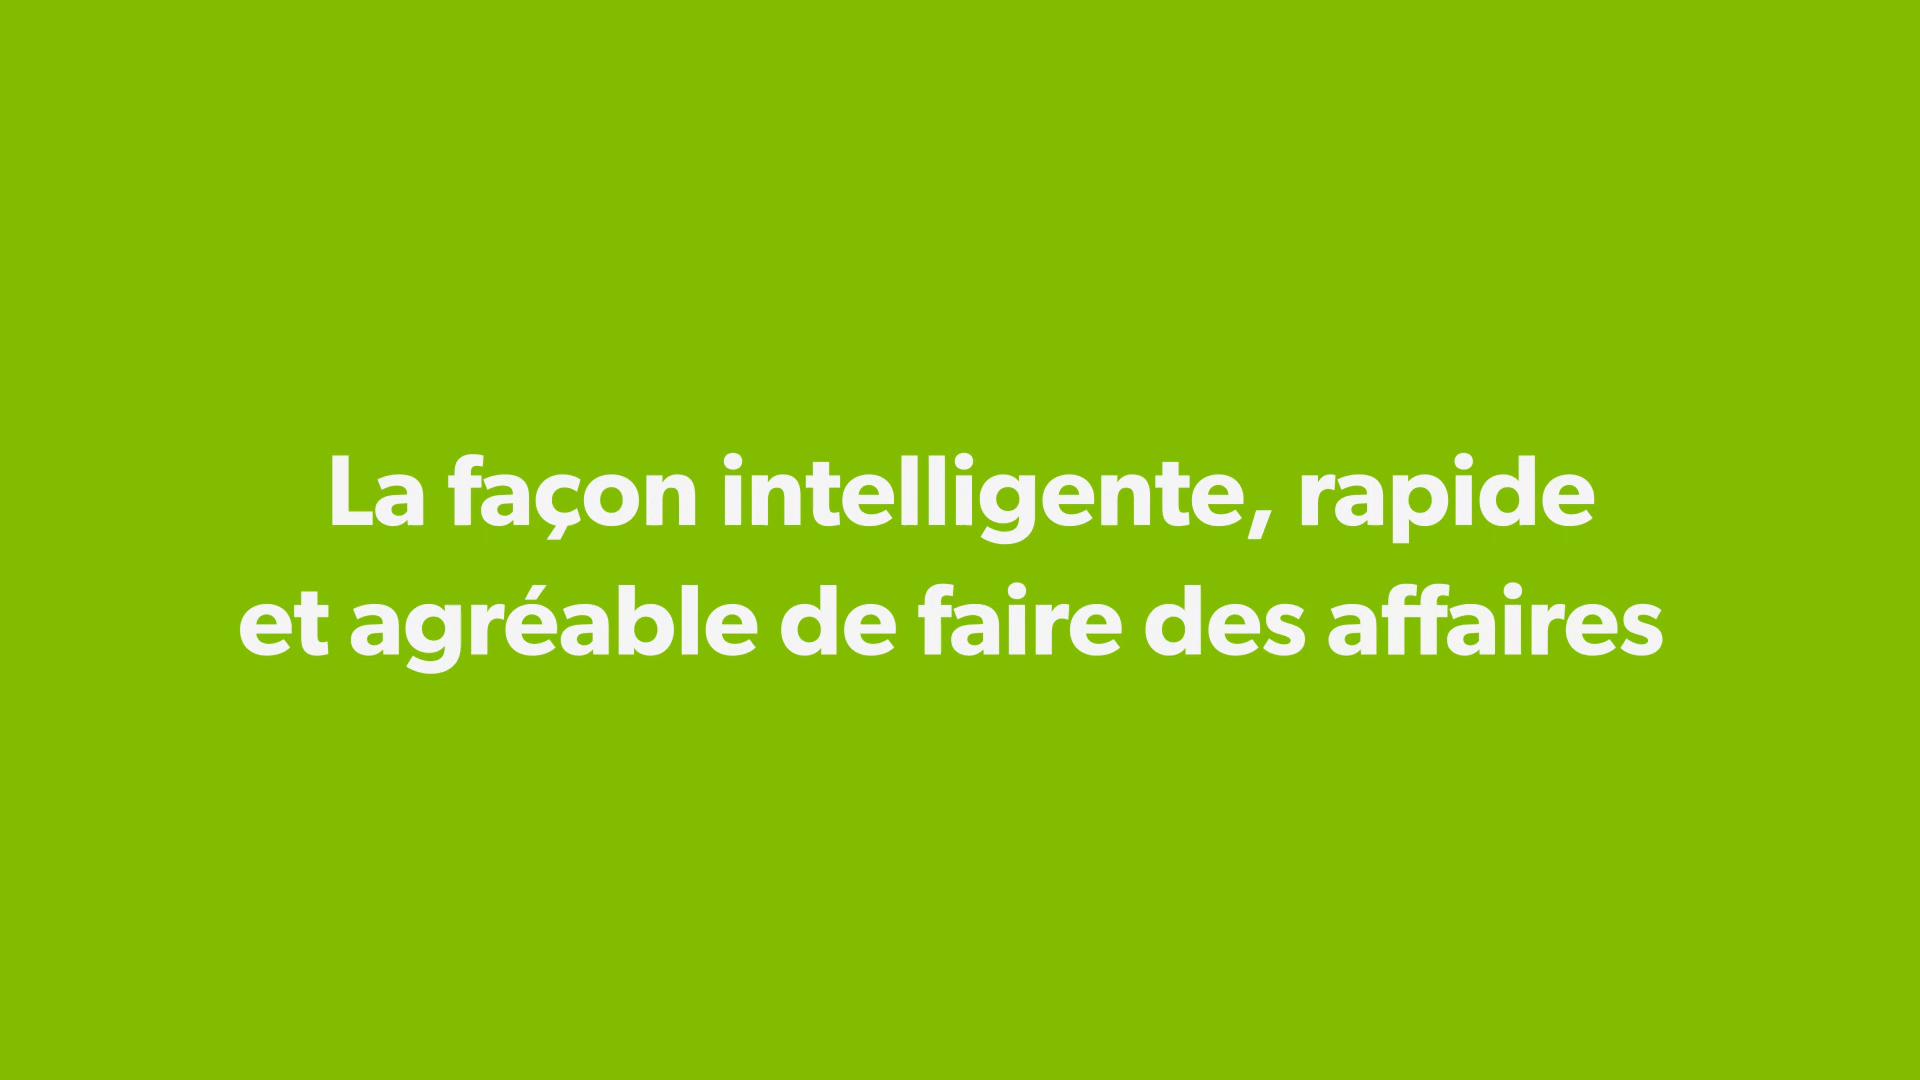 La façon intelligente, rapide
et agréable de faire des affaires